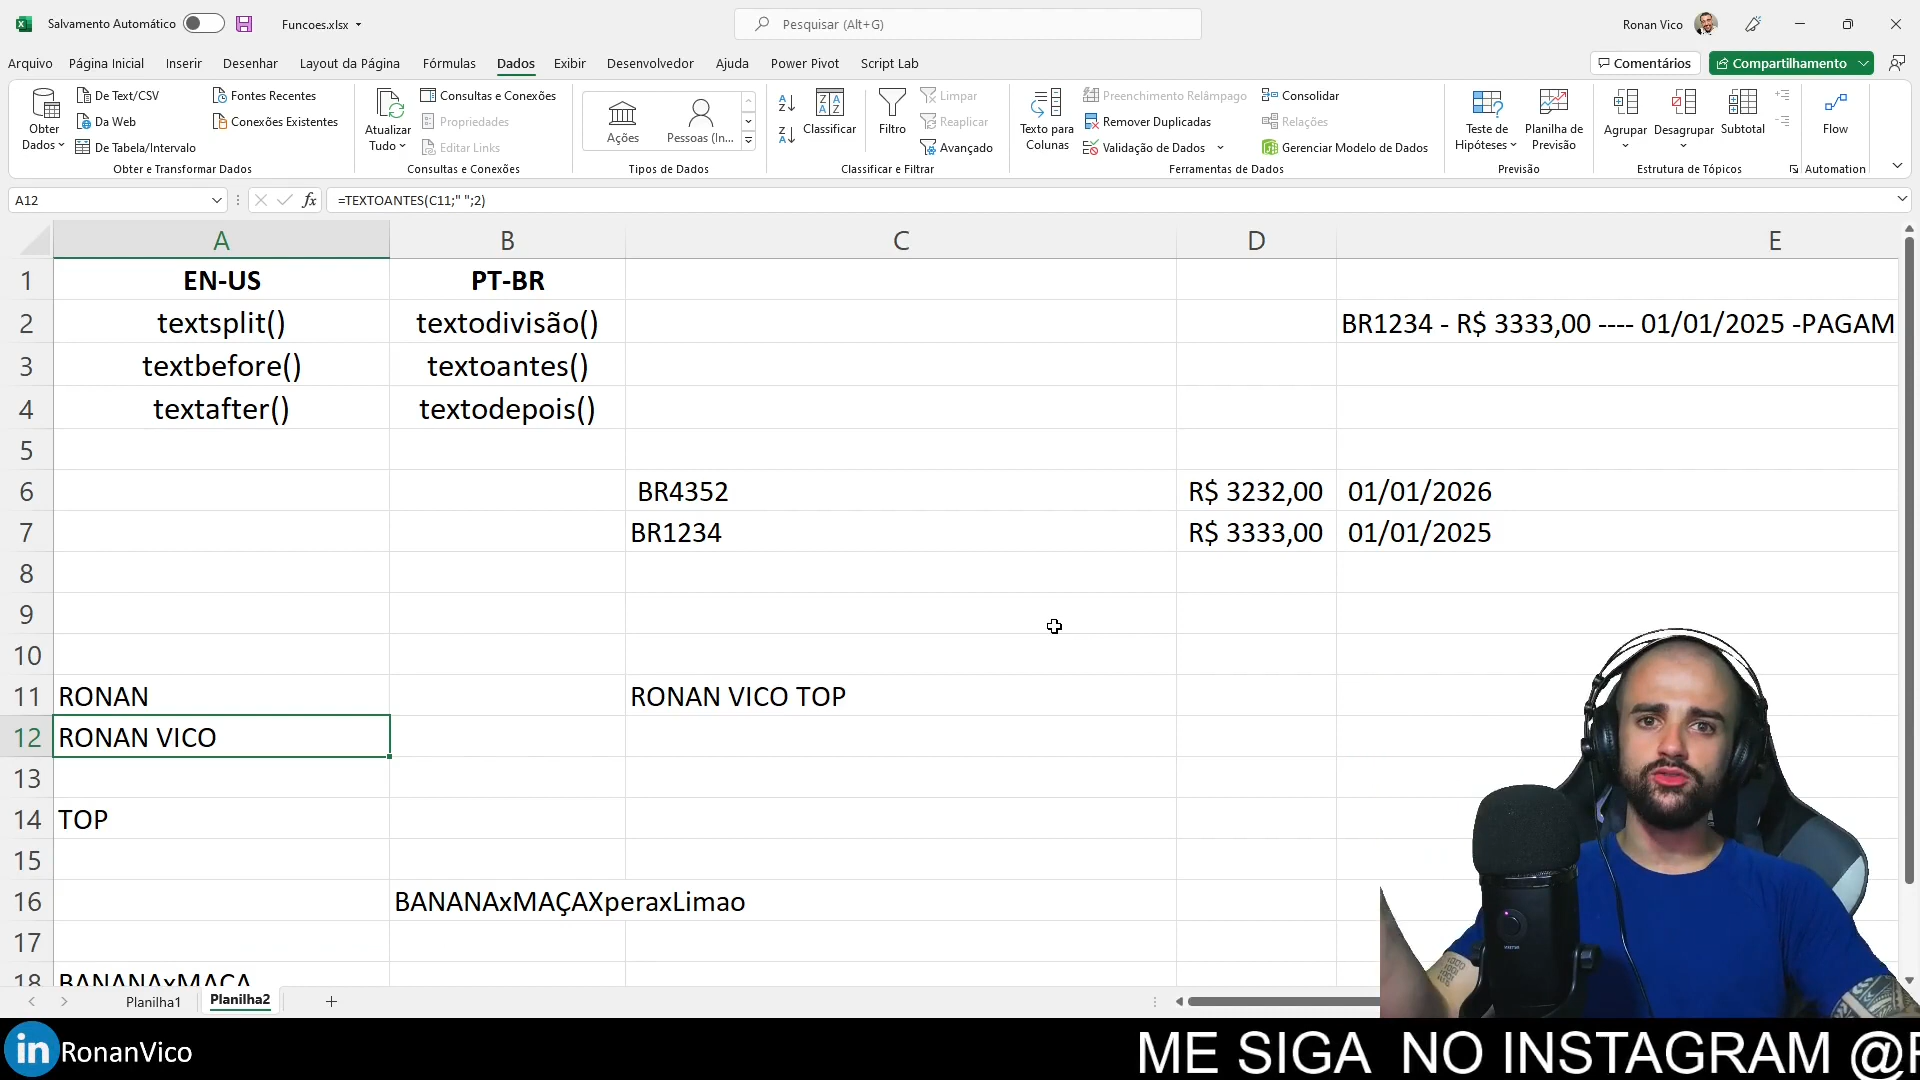 Salvamento Automático
Funcoes.xlsx
Pesquisar (Alt+G)
Ronan Vico
Arquivo Página Inicial Inserir Desenhar Layout da Página Fórmulas Dados Exibir Desenvolvedor Ajuda Power Pivot Script Lab
Comentários Compartilhamento
Obter Dados
De Text/CSV
Da Web
De Tabela/Intervalo
Fontes Recentes
Conexões Existentes
Obter e Transformar Dados
Atualizar Tudo
Consultas e Conexões
Propriedades
Editar Links
Consultas e Conexões
Ações
Pessoas (In...
Tipos de Dados
Classificar
Filtro
Limpar
Reaplicar
Avançado
Classificar e Filtrar
Texto para Colunas
Preenchimento Relâmpago
Remover Duplicadas
Validação de Dados
Consolidar
Relações
Gerenciar Modelo de Dados
Ferramentas de Dados
Teste de Hipóteses
Planilha de Previsão
Previsão
Agrupar
Desagrupar
Subtotal
Estrutura de Tópicos
Flow
Automation
A12
fx
=TEXTOANTES(C11;" ";2)
A B C D E
1 EN-US PT-BR
2 textsplit() textodivisão() BR1234 - R$ 3333,00 ---- 01/01/2025 -PAGAM
3 textbefore() textoantes()
4 textafter() textodepois()
5
6 BR4352 R$ 3232,00 01/01/2026
7 BR1234 R$ 3333,00 01/01/2025
8
9
10
11 RONAN RONAN VICO TOP
12 RONAN VICO
13
14 TOP
15
16 BANANAxMAÇAXperaxLimao
17
18 BANANAxMAÇA
Planilha1 Planilha2
in RonanVico
ME SIGA NO INSTAGRAM @